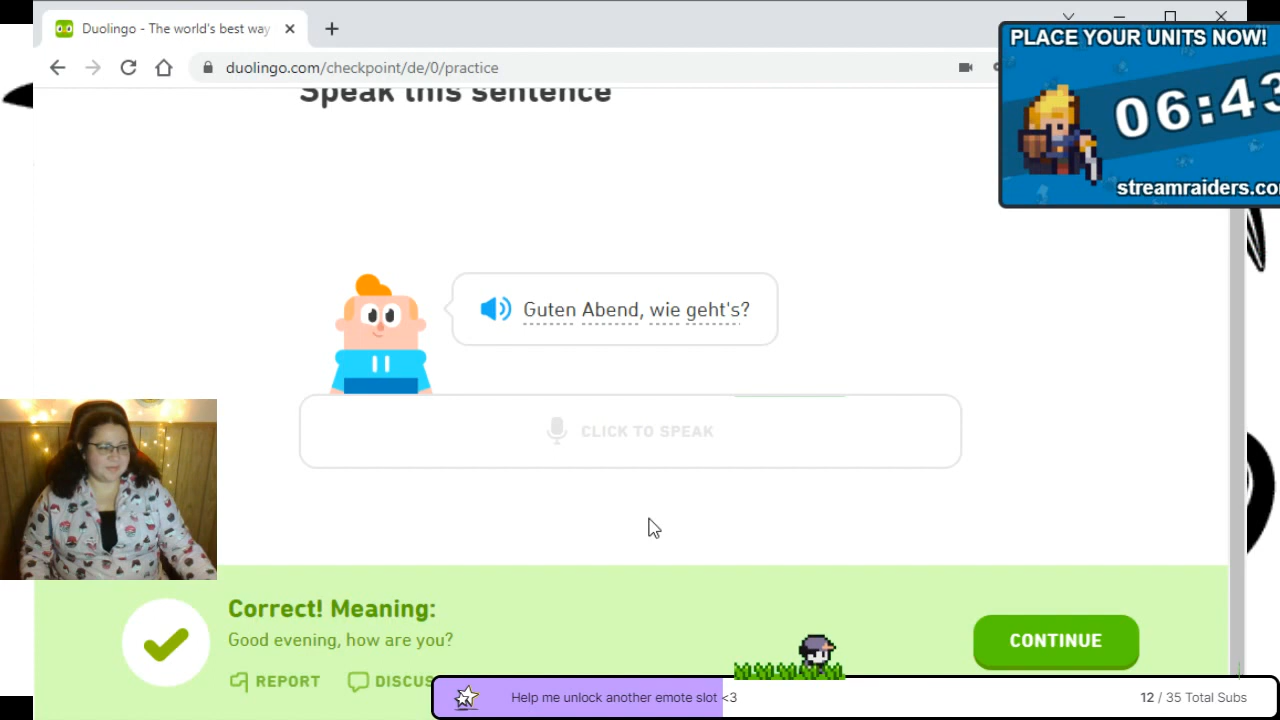 Duolingo - The world's best way
duolingo.com/checkpoint/de/0/practice
PLACE YOUR UNITS NOW!
06:43
streamraiders.co
Speak this sentence
Guten Abend, wie geht's?
CLICK TO SPEAK
Correct! Meaning:
Good evening, how are you?
REPORT
DISCUS
CONTINUE
Help me unlock another emote slot <3
12 / 35 Total Subs